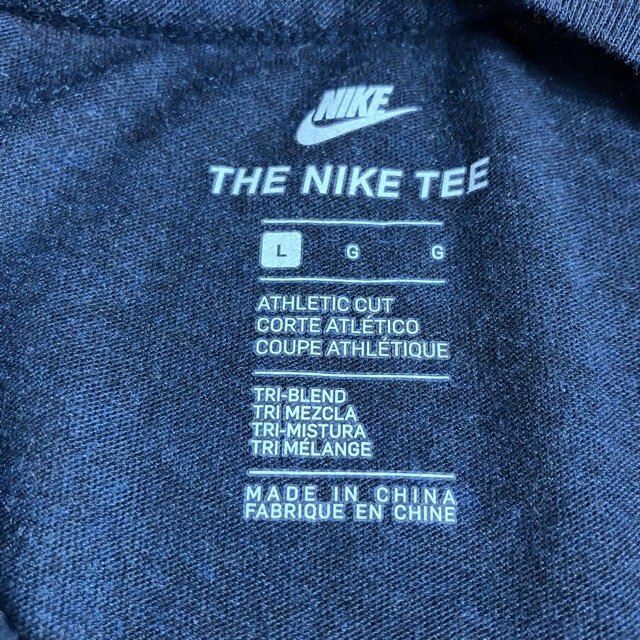 NIKE
THE NIKE TEE
L G G
ATHLETIC CUT
CORTE ATLÉTICO
COUPE ATHLÉTIQUE
TRI-BLEND
TRI MEZCLA
TRI-MISTURA
TRI MÉLANGE
MADE IN CHINA
FABRIQUE EN CHINE